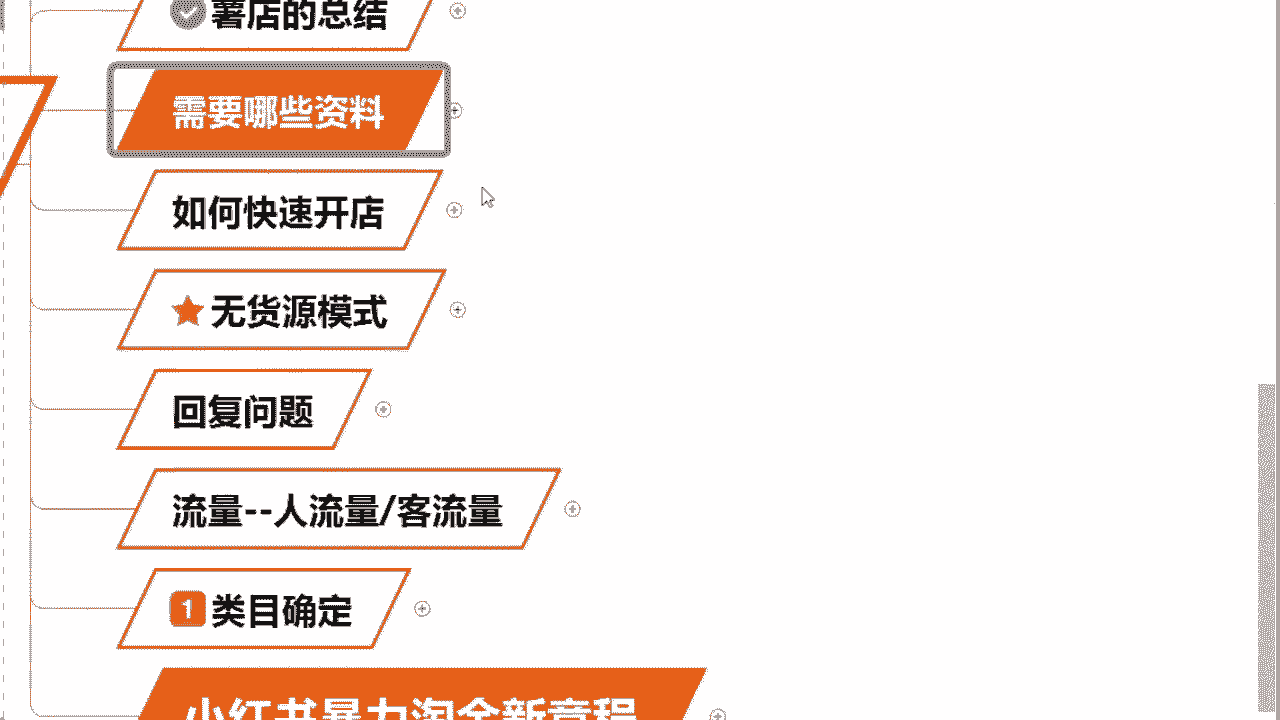 薯店的总结
需要哪些资料
如何快速开店
无货源模式
回复问题
流量--人流量/客流量
1 类目确定
小红书暴力淘金新章程